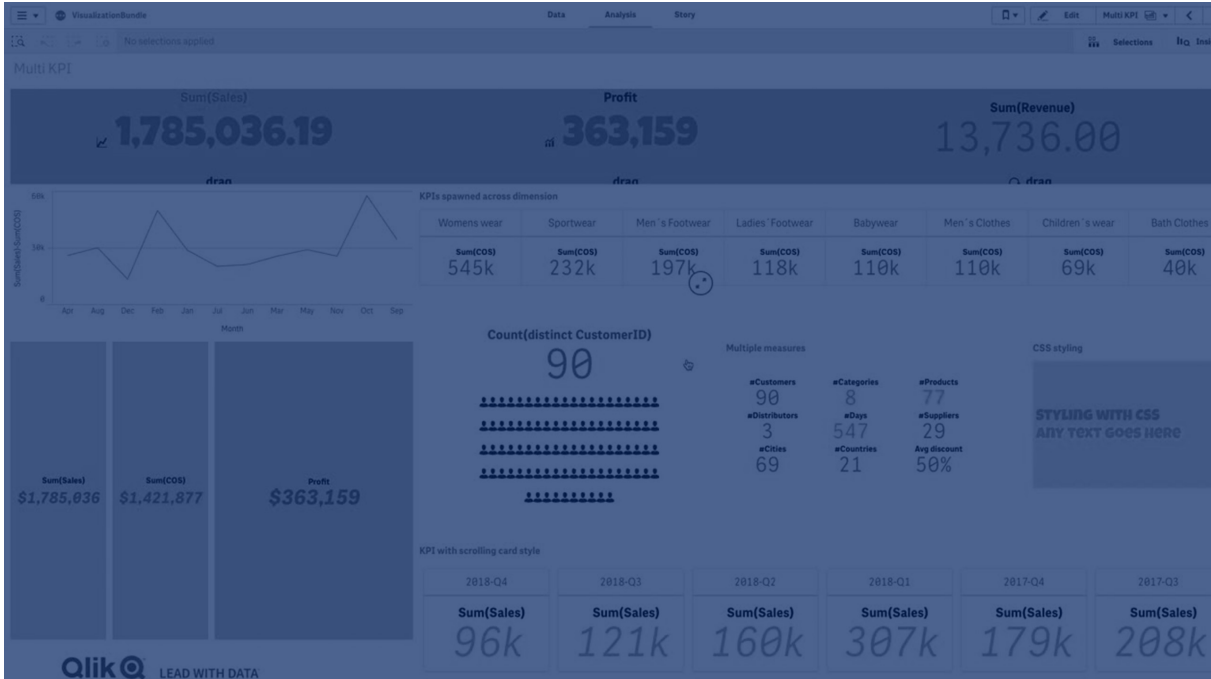 VisualizationBundle
Data Analysis Story
Edit Multi KPI
No selections applied
Selections
Multi KPI
Sum(Sales) Profit Sum(Revenue)
1,785,036.19 363,159 13,736.00
drag drag drag
60k
30k
0
Sum(Sales)-Sum(COS)
Apr Aug Dec Feb Jan Jul Jun Mar May Nov Oct Sep
Month
KPIs spawned across dimension
Womens wear Sportwear Men´s Footwear Ladies´Footwear Babywear Men´s Clothes Children´s wear Bath Clothes
Sum(COS) Sum(COS) Sum(COS) Sum(COS) Sum(COS) Sum(COS) Sum(COS) Sum(COS)
545k 232k 197k 118k 110k 110k 69k 40k
Sum(Sales) Sum(COS) Profit
$1,785,036 $1,421,877 $363,159
Count(distinct CustomerID)
90
Multiple measures
#Customers #Categories #Products
90 8 77
#Distributors #Days #Suppliers
3 547 29
#Cities #Countries Avg discount
69 21 50%
CSS styling
STYLING WITH CSS
ANY TEXT GOES HERE
KPI with scrolling card style
2018-Q4 2018-Q3 2018-Q2 2018-Q1 2017-Q4 2017-Q3
Sum(Sales) Sum(Sales) Sum(Sales) Sum(Sales) Sum(Sales) Sum(Sales)
96k 121k 160k 307k 179k 208k
Qlik LEAD WITH DATA